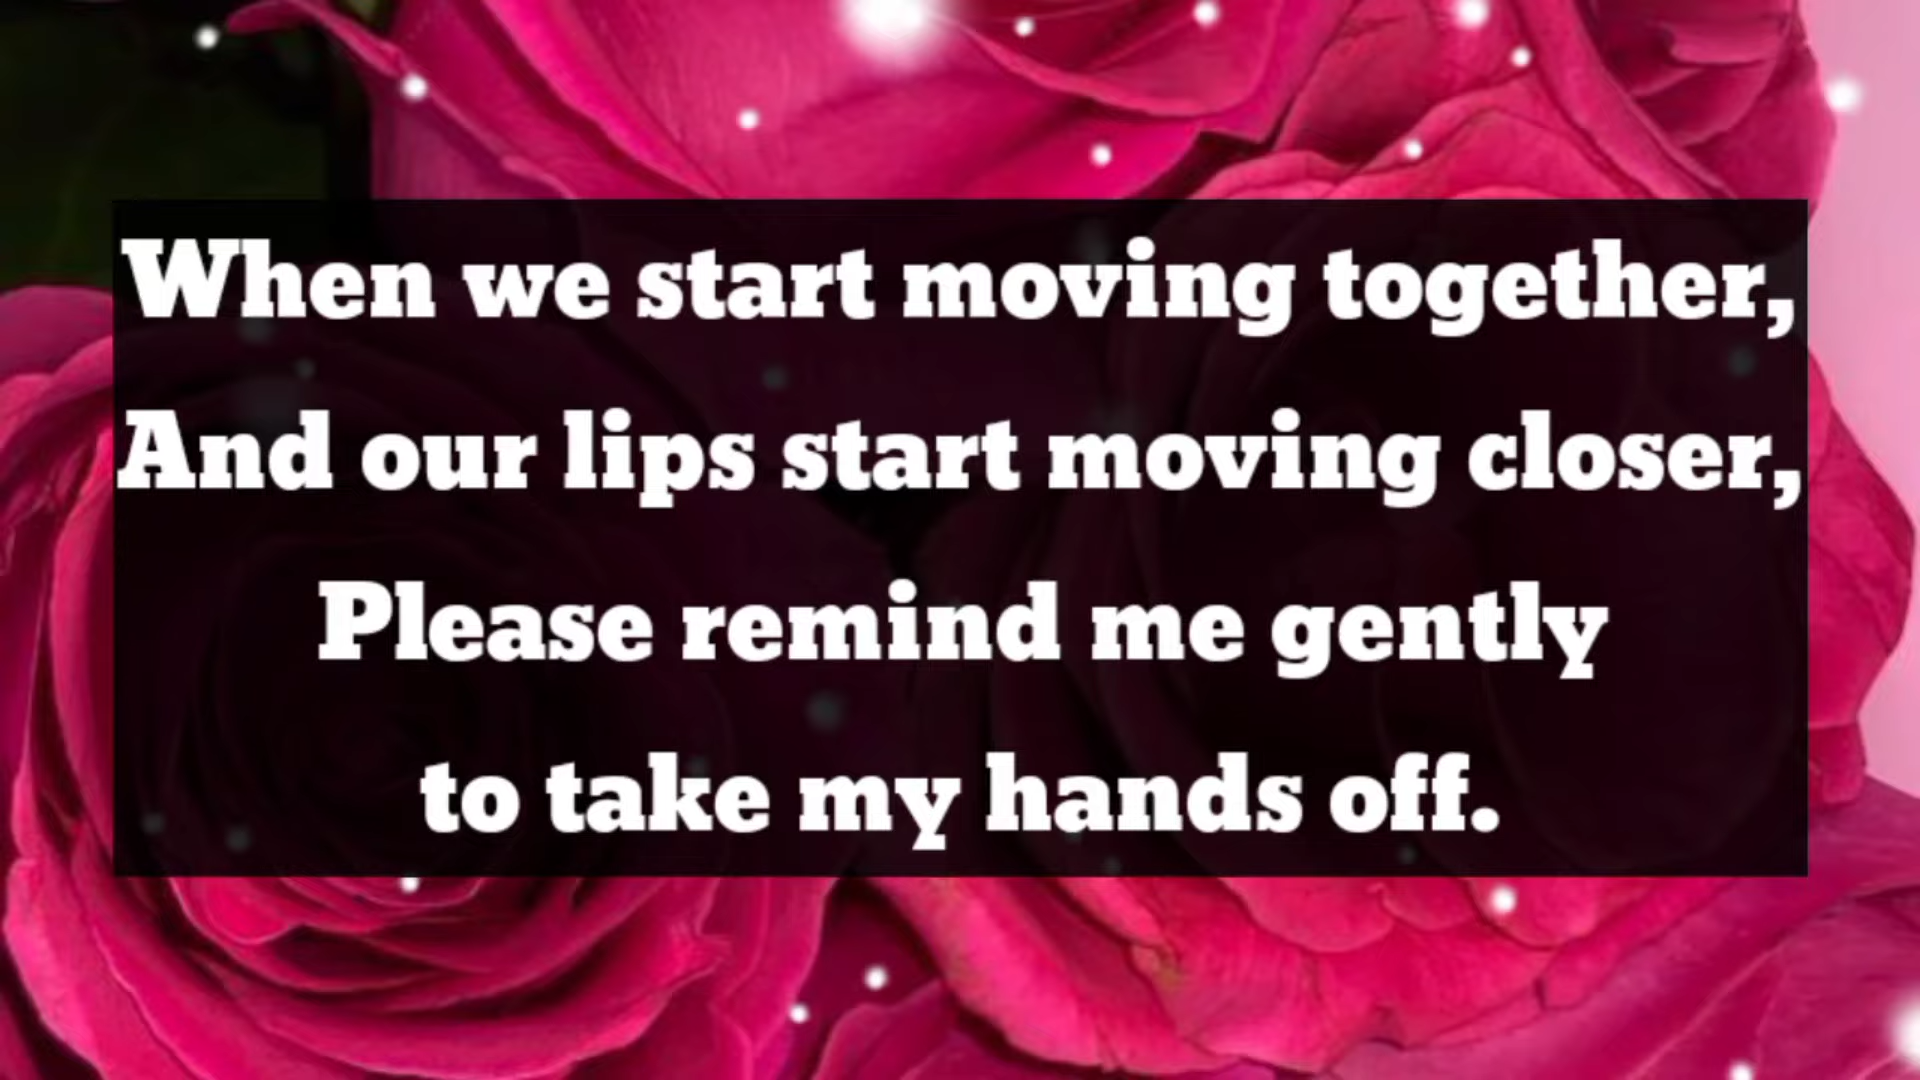 When we start moving together,
And our lips start moving closer,
Please remind me gently
to take my hands off.